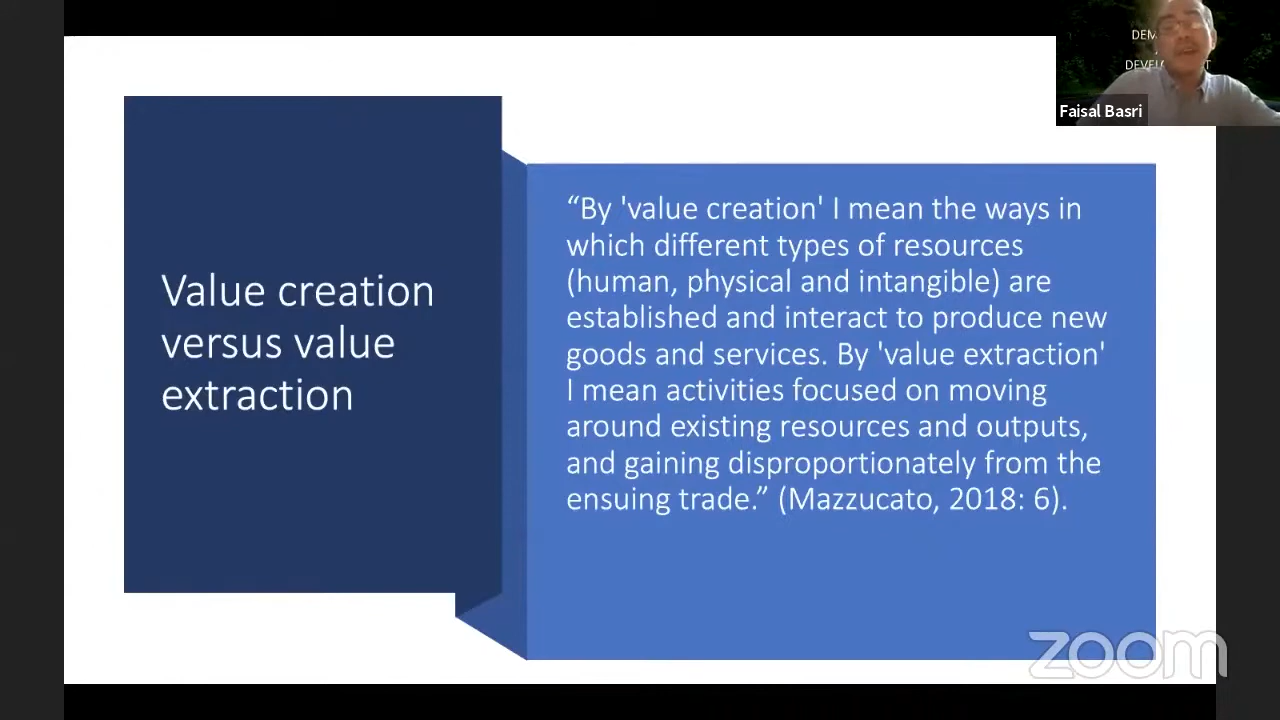 DEM
DEVEL
Faisal Basri
Value creation
versus value
extraction
“By 'value creation' I mean the ways in
which different types of resources
(human, physical and intangible) are
established and interact to produce new
goods and services. By 'value extraction'
I mean activities focused on moving
around existing resources and outputs,
and gaining disproportionately from the
ensuing trade.” (Mazzucato, 2018: 6).
zoom